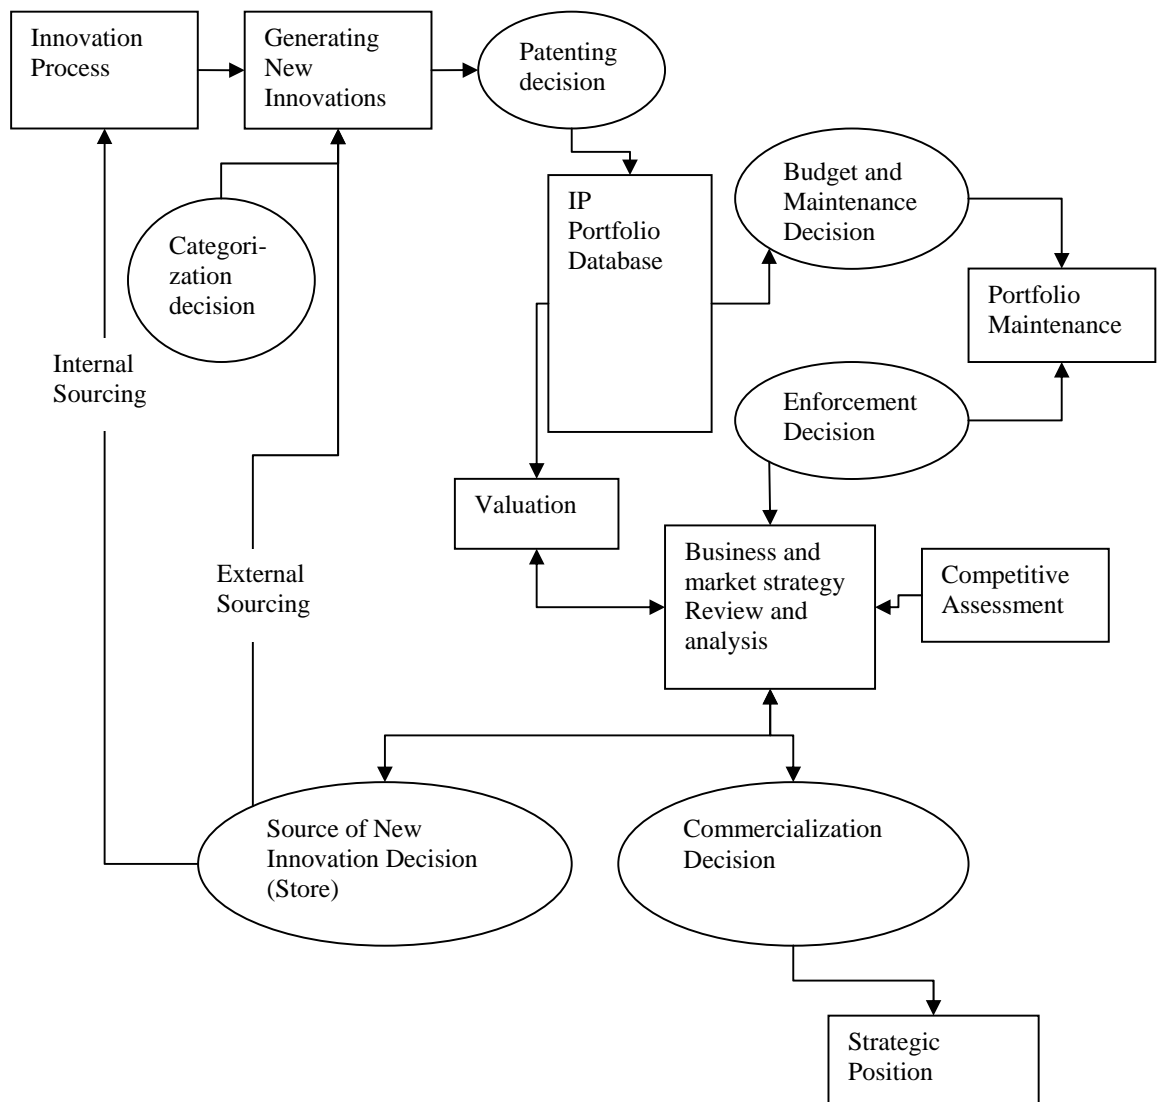 Innovation
Process
Generating
New
Innovations
Patenting
decision
IP
Portfolio
Database
Budget and
Maintenance
Decision
Categori-
zation
decision
Portfolio
Maintenance
Internal
Sourcing
Enforcement
Decision
Valuation
Business and
market strategy
Review and
analysis
Competitive
Assessment
External
Sourcing
Source of New
Innovation Decision
(Store)
Commercialization
Decision
Strategic
Position